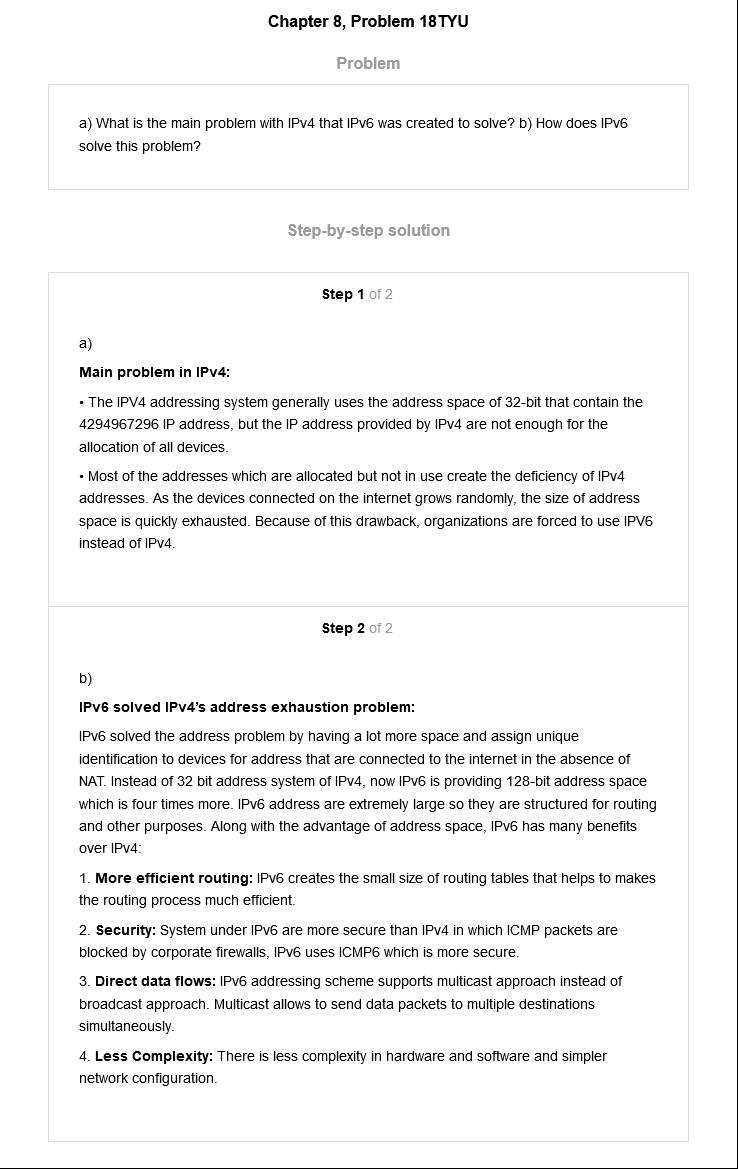 Chapter 8, Problem 18TYU
Problem
a) What is the main problem with IPv4 that IPv6 was created to solve? b) How does IPv6
solve this problem?
Step-by-step solution
Step 1 of 2
a)
Main problem in IPv4:
• The IPV4 addressing system generally uses the address space of 32-bit that contain the
4294967296 IP address, but the IP address provided by IPv4 are not enough for the
allocation of all devices.
• Most of the addresses which are allocated but not in use create the deficiency of IPv4
addresses. As the devices connected on the internet grows randomly, the size of address
space is quickly exhausted. Because of this drawback, organizations are forced to use IPV6
instead of IPv4.
Step 2 of 2
b)
IPv6 solved IPv4’s address exhaustion problem:
IPv6 solved the address problem by having a lot more space and assign unique
identification to devices for address that are connected to the internet in the absence of
NAT. Instead of 32 bit address system of IPv4, now IPv6 is providing 128-bit address space
which is four times more. IPv6 address are extremely large so they are structured for routing
and other purposes. Along with the advantage of address space, IPv6 has many benefits
over IPv4:
1. More efficient routing: IPv6 creates the small size of routing tables that helps to makes
the routing process much efficient.
2. Security: System under IPv6 are more secure than IPv4 in which ICMP packets are
blocked by corporate firewalls, IPv6 uses ICMP6 which is more secure.
3. Direct data flows: IPv6 addressing scheme supports multicast approach instead of
broadcast approach. Multicast allows to send data packets to multiple destinations
simultaneously.
4. Less Complexity: There is less complexity in hardware and software and simpler
network configuration.